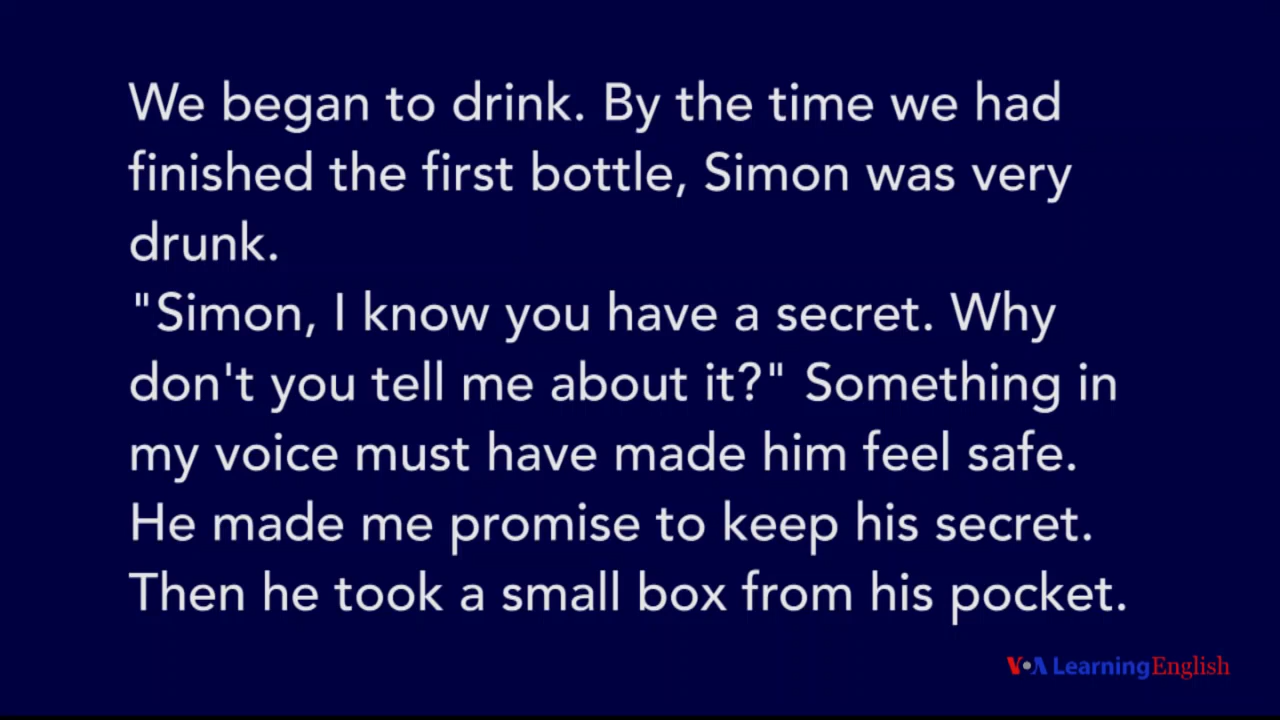 We began to drink. By the time we had
finished the first bottle, Simon was very
drunk.
"Simon, I know you have a secret. Why
don't you tell me about it?" Something in
my voice must have made him feel safe.
He made me promise to keep his secret.
Then he took a small box from his pocket.
VOA Learning English